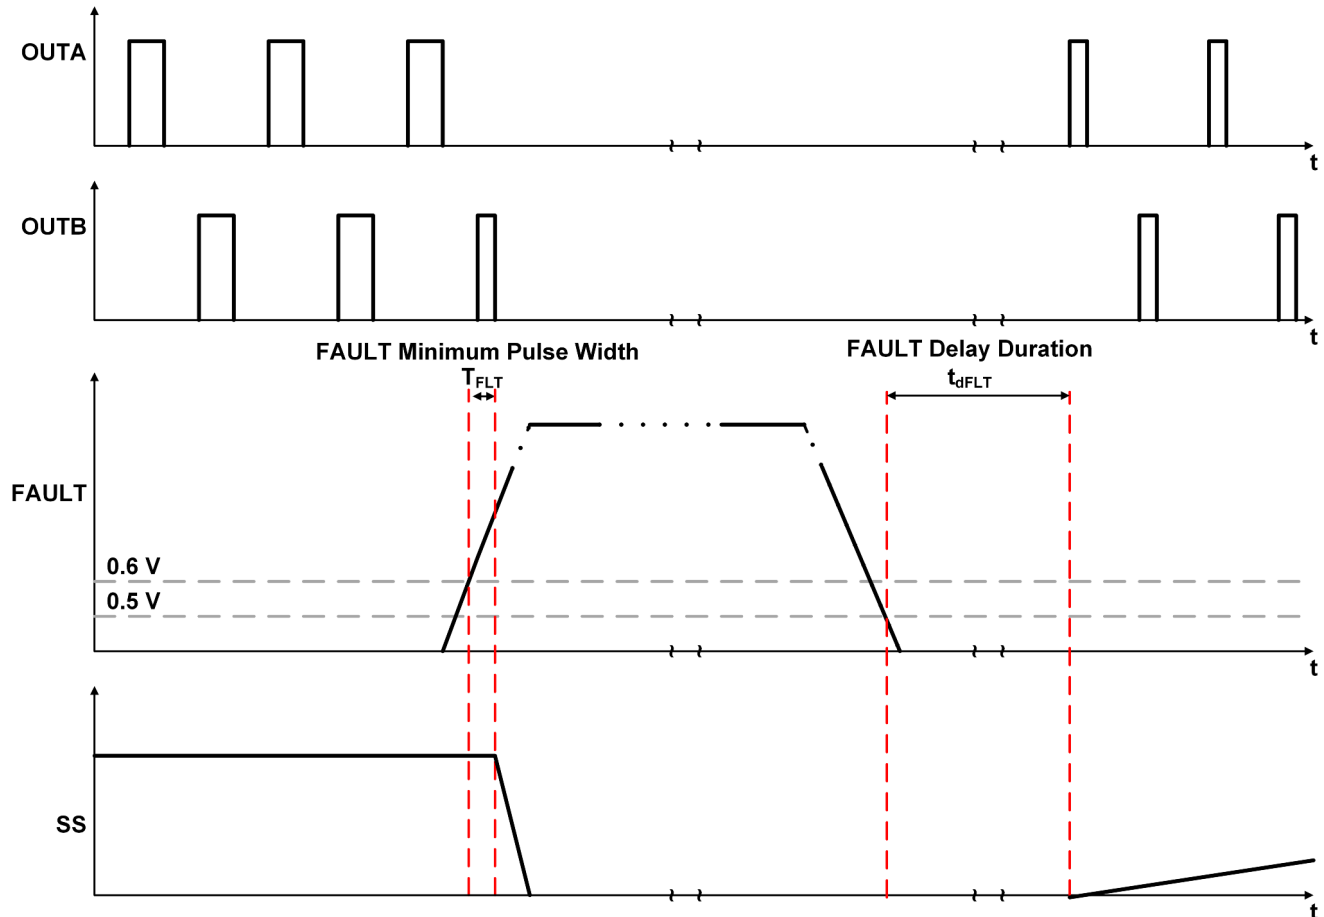 OUTA
t
OUTB
t
FAULT Minimum Pulse Width
TFLT
FAULT Delay Duration
tdFLT
FAULT
0.6 V
0.5 V
t
SS
t